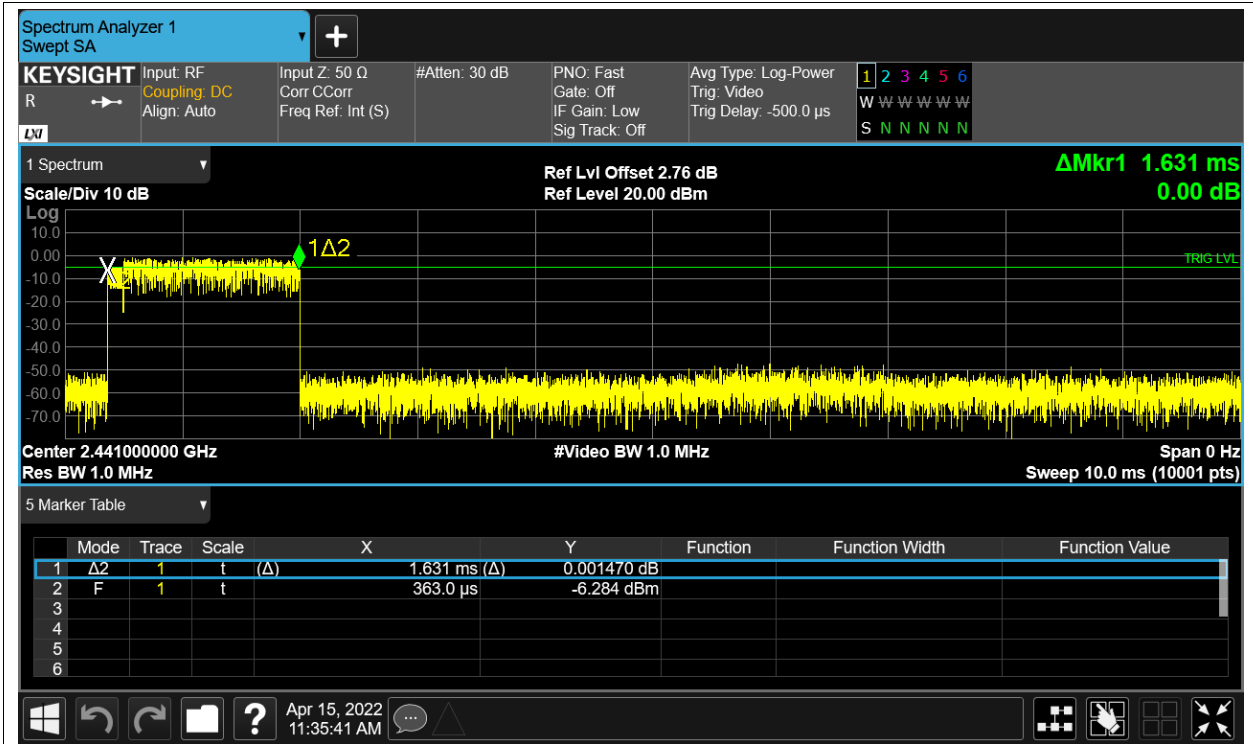 Spectrum Analyzer 1
Swept SA
KEYSIGHT
R
LXI
Input: RF
Coupling: DC
Align: Auto
Input Z: 50 Ω
Corr CCorr
Freq Ref: Int (S)
#Atten: 30 dB
PNO: Fast
Gate: Off
IF Gain: Low
Sig Track: Off
Avg Type: Log-Power
Trig: Video
Trig Delay: -500.0 µs
1 2 3 4 5 6
W W W W W W
S N N N N N
1 Spectrum
Scale/Div 10 dB
Ref Lvl Offset 2.76 dB
Ref Level 20.00 dBm
ΔMkr1 1.631 ms
0.00 dB
Log
10.0
0.00
-10.0
-20.0
-30.0
-40.0
-50.0
-60.0
-70.0
X
1Δ2
TRIG LVL
Center 2.441000000 GHz
#Video BW 1.0 MHz
Span 0 Hz
Res BW 1.0 MHz
Sweep 10.0 ms (10001 pts)
5 Marker Table
Mode Trace Scale X Y Function Function Width Function Value
1 Δ2 1 t (Δ) 1.631 ms (Δ) 0.001470 dB
2 F 1 t 363.0 µs -6.284 dBm
3
4
5
6
?
Apr 15, 2022
11:35:41 AM